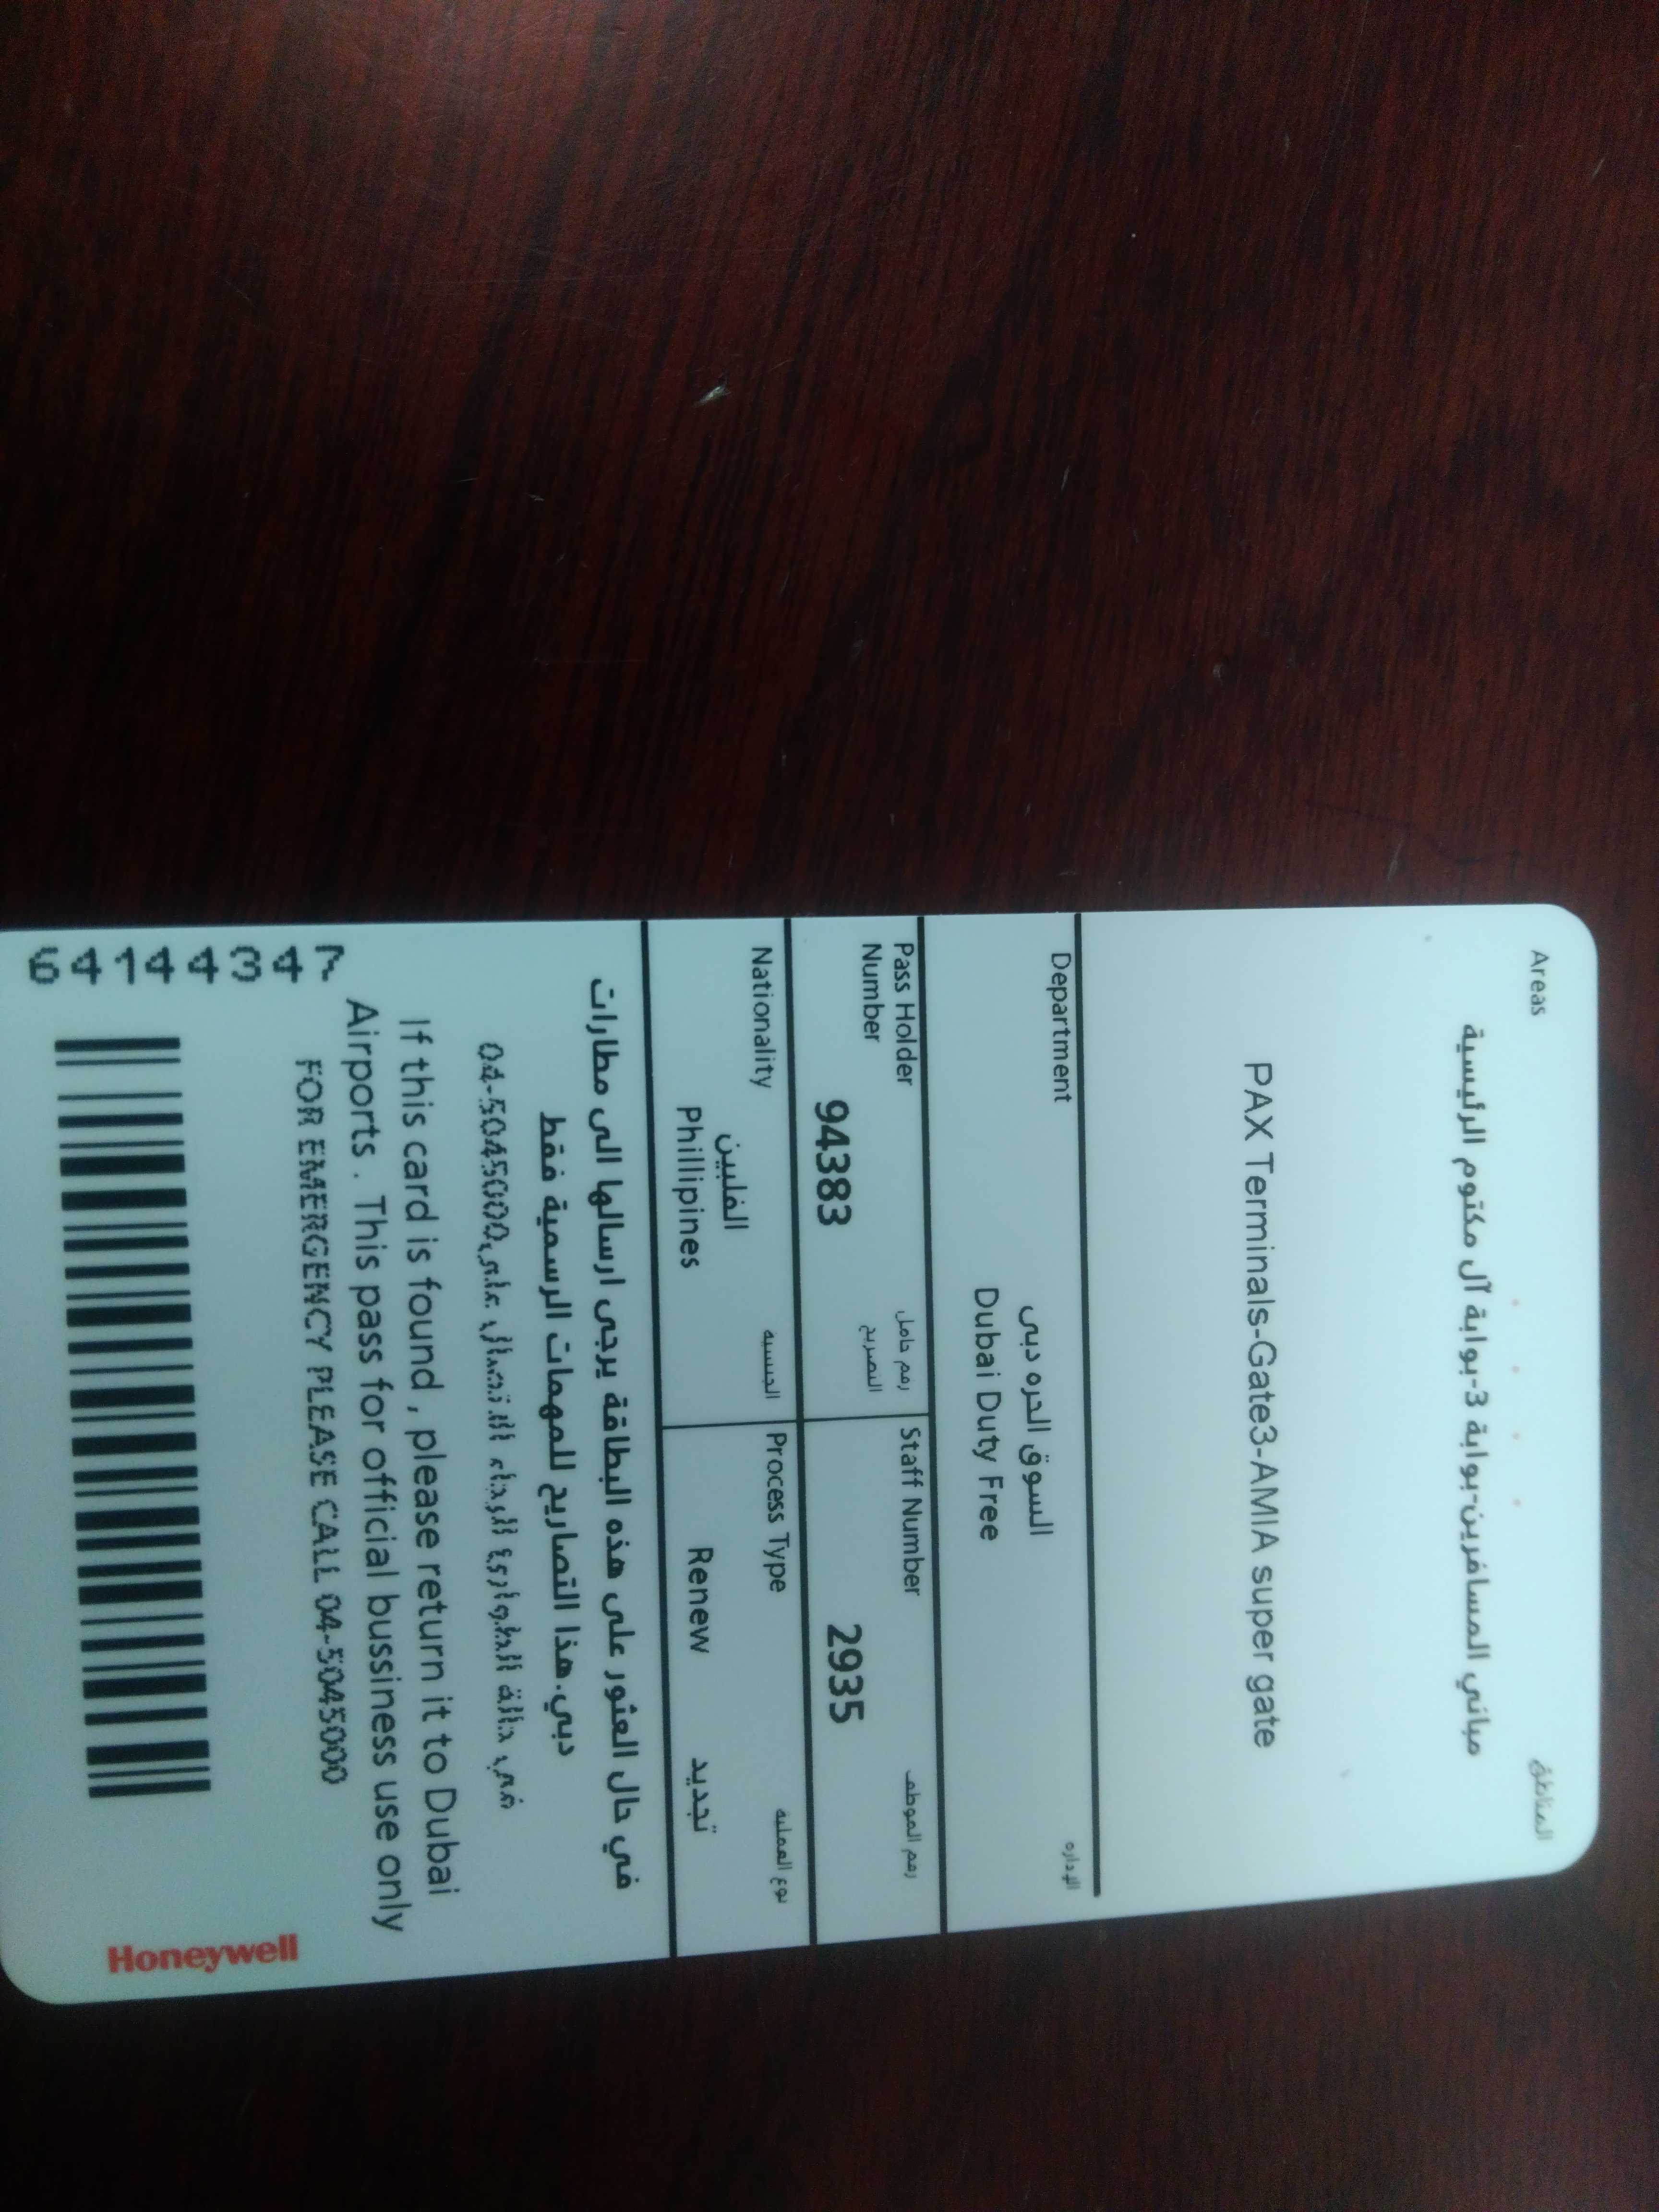 Areas المناطق
مباني المسافرين-بوابة 3-بوابة آل مكتوم الرئيسية
PAX Terminals-Gate3-AMIA super gate
Department الإدارة
السوق الحره دبي
Dubai Duty Free
Pass Holder Number رقم حامل التصريح
94383
Staff Number رقم الموظف
2935
Nationality الجنسية
الفلبين
Phillipines
Process Type نوع العملية
Renew تجديد
في حال العثور على هذه البطاقة يرجى ارسالها الى مطارات
دبي.هذا التصاريح للمهمات الرسمية فقط
في حالة الطوارئ الرجاء الاتصال على 04-5045000
If this card is found , please return it to Dubai
Airports . This pass for official bussiness use only
FOR EMERGENCY PLEASE CALL 04-5045000
64144347
Honeywell